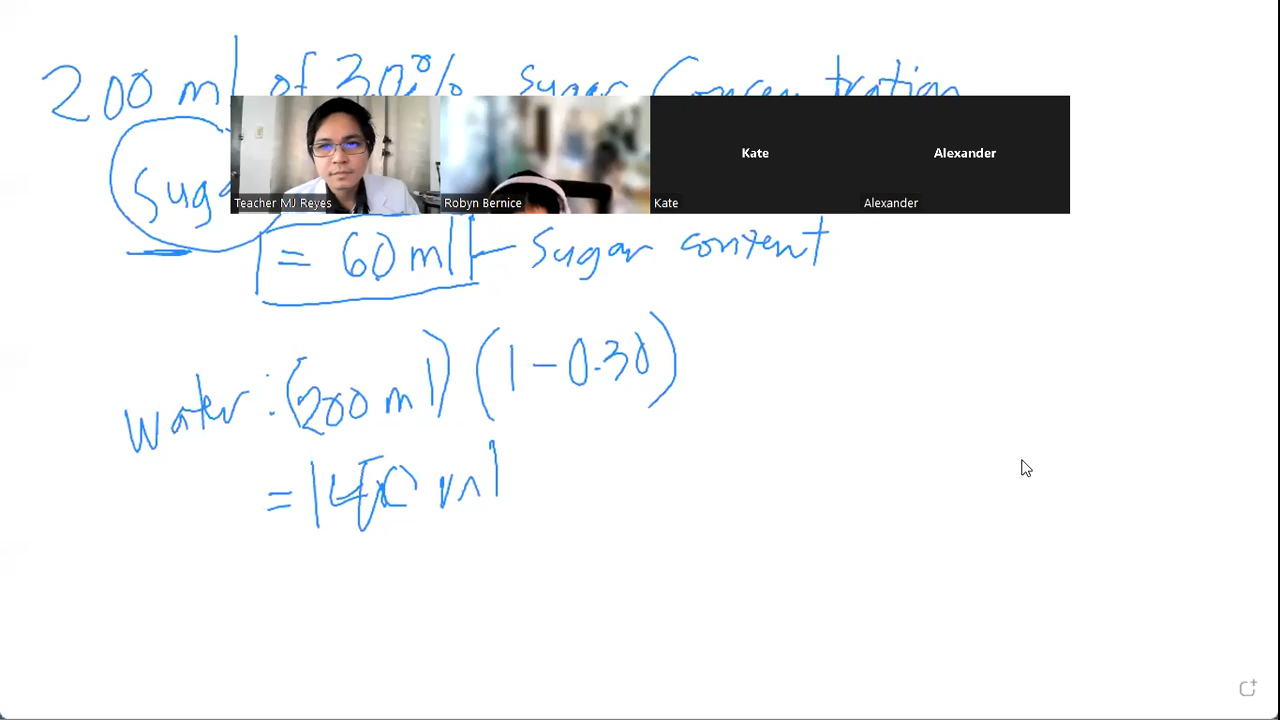 200 ml of 30% sugar Concentration
Kate
Alexander
Teacher MJ Reyes
Robyn Bernice
Kate
Alexander
= 60 ml - sugar content
water : (200 ml) (1 - 0.30)
= 140 ml